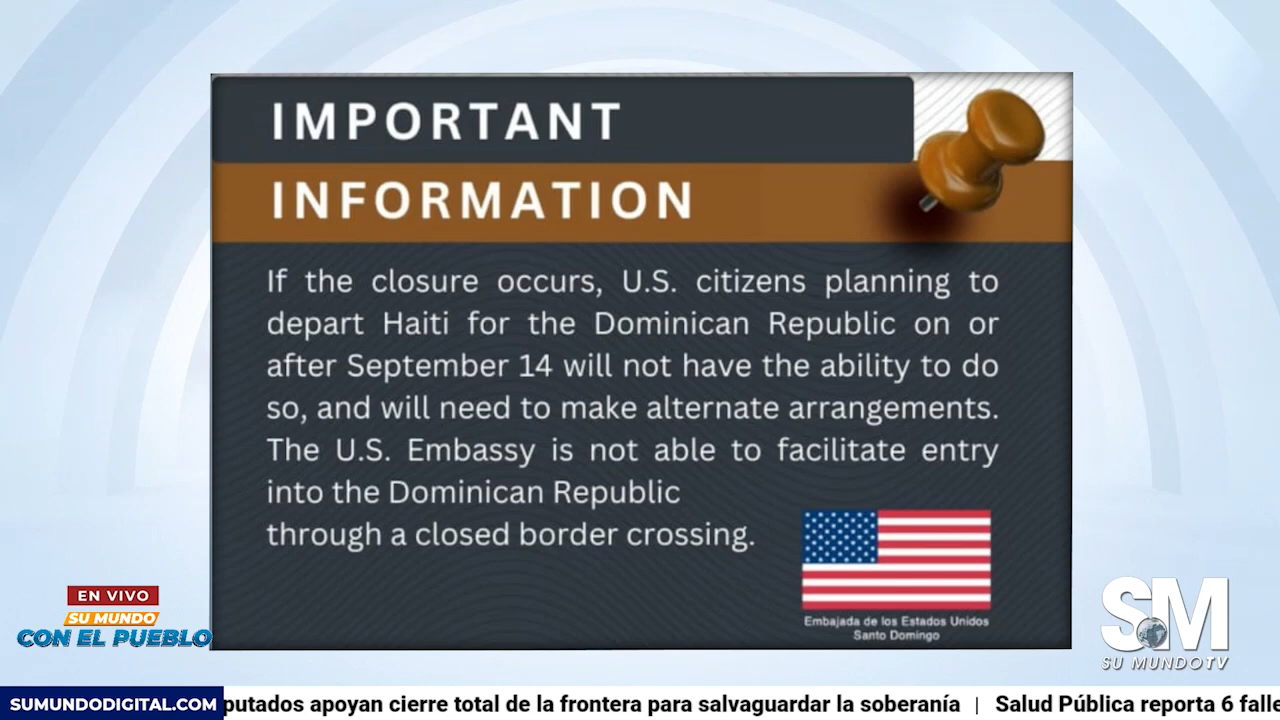 IMPORTANT
INFORMATION
If the closure occurs, U.S. citizens planning to
depart Haiti for the Dominican Republic on or
after September 14 will not have the ability to do
so, and will need to make alternate arrangements.
The U.S. Embassy is not able to facilitate entry
into the Dominican Republic
through a closed border crossing.
Embajada de los Estados Unidos
Santo Domingo
EN VIVO
SU MUNDO
CON EL PUEBLO
SM
SU MUNDOTV
SUMUNDODIGITAL.COM
putados apoyan cierre total de la frontera para salvaguardar la soberanía | Salud Pública reporta 6 falle